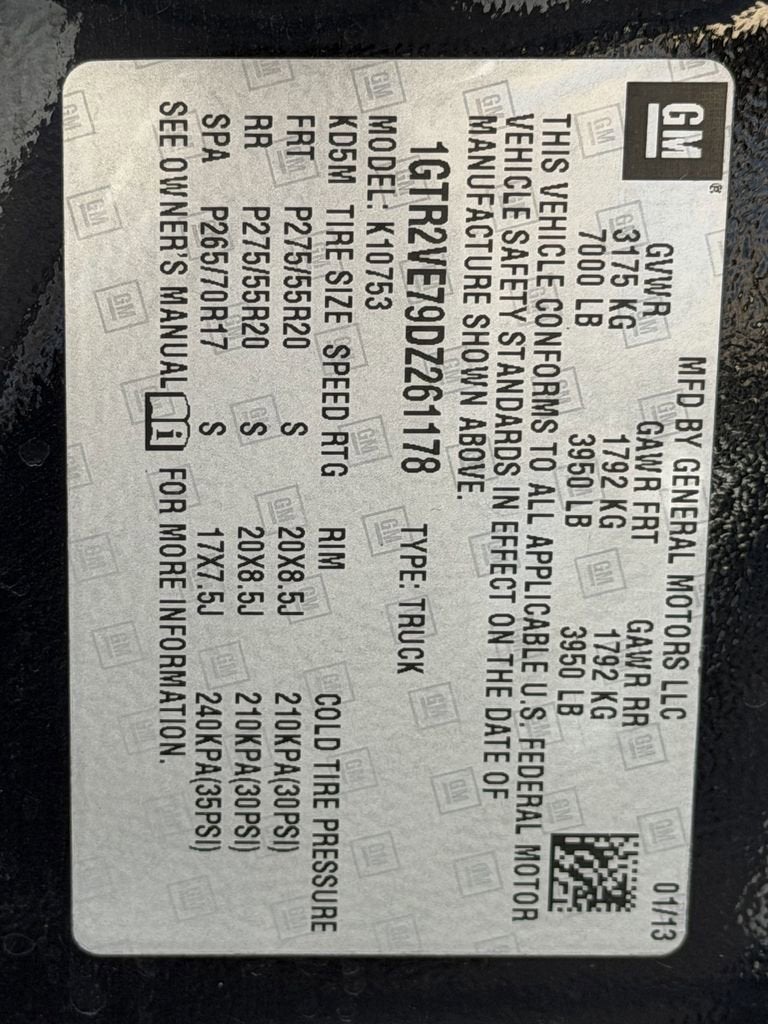 GM
MFD BY GENERAL MOTORS LLC 01/13
GVWR GAWR FRT GAWR RR
3175 KG 1792 KG 1792 KG
7000 LB 3950 LB 3950 LB
THIS VEHICLE CONFORMS TO ALL APPLICABLE U.S. FEDERAL MOTOR
VEHICLE SAFETY STANDARDS IN EFFECT ON THE DATE OF
MANUFACTURE SHOWN ABOVE.
1GTR2VE79DZ261178 TYPE: TRUCK
MODEL: K10753
KD5M TIRE SIZE SPEED RTG RIM COLD TIRE PRESSURE
FRT P275/55R20 S 20X8.5J 210KPA(30PSI)
RR P275/55R20 S 20X8.5J 210KPA(30PSI)
SPA P265/70R17 S 17X7.5J 240KPA(35PSI)
SEE OWNER'S MANUAL i FOR MORE INFORMATION.